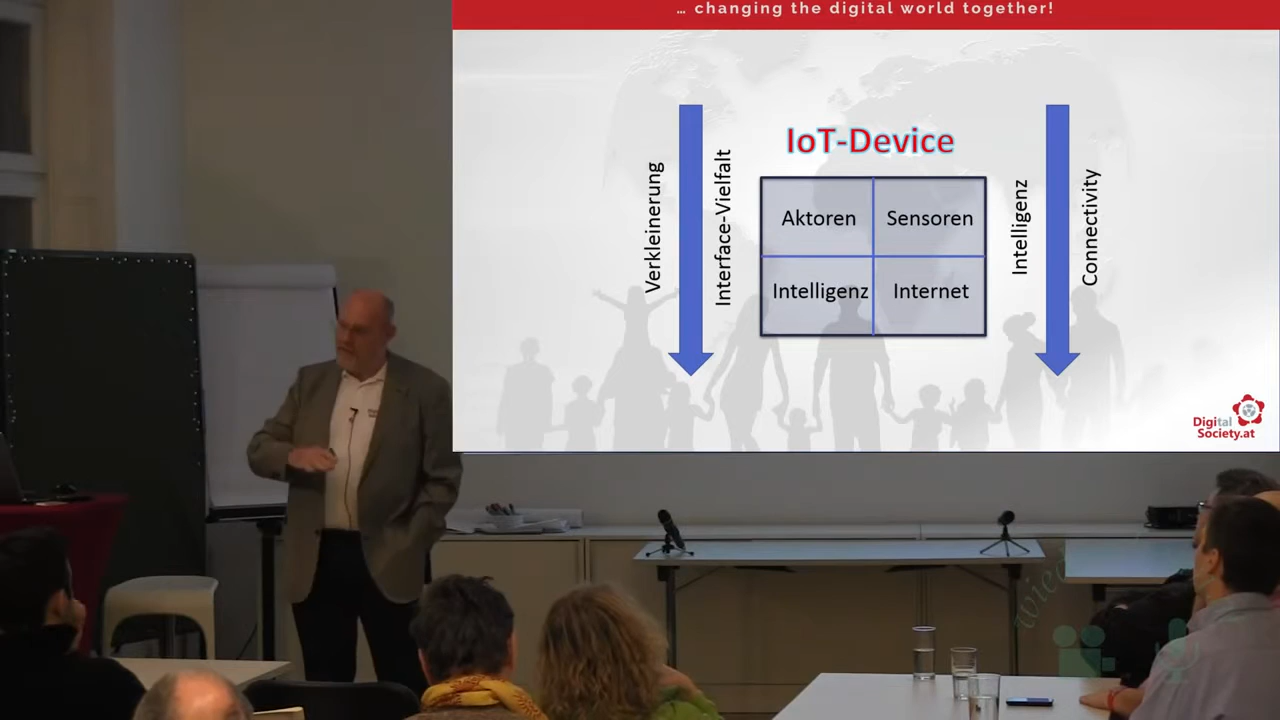 … changing the digital world together!
IoT-Device
Verkleinerung
Interface-Vielfalt
Aktoren
Sensoren
Intelligenz
Internet
Intelligenz
Connectivity
Digital
Society.at